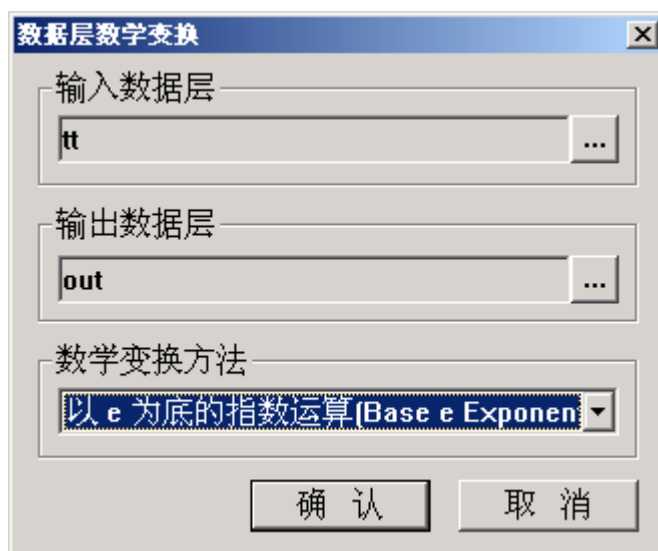 数据层数学变换
输入数据层
tt
...
输出数据层
out
...
数学变换方法
以 e 为底的指数运算(Base e Exponen
确 认
取 消